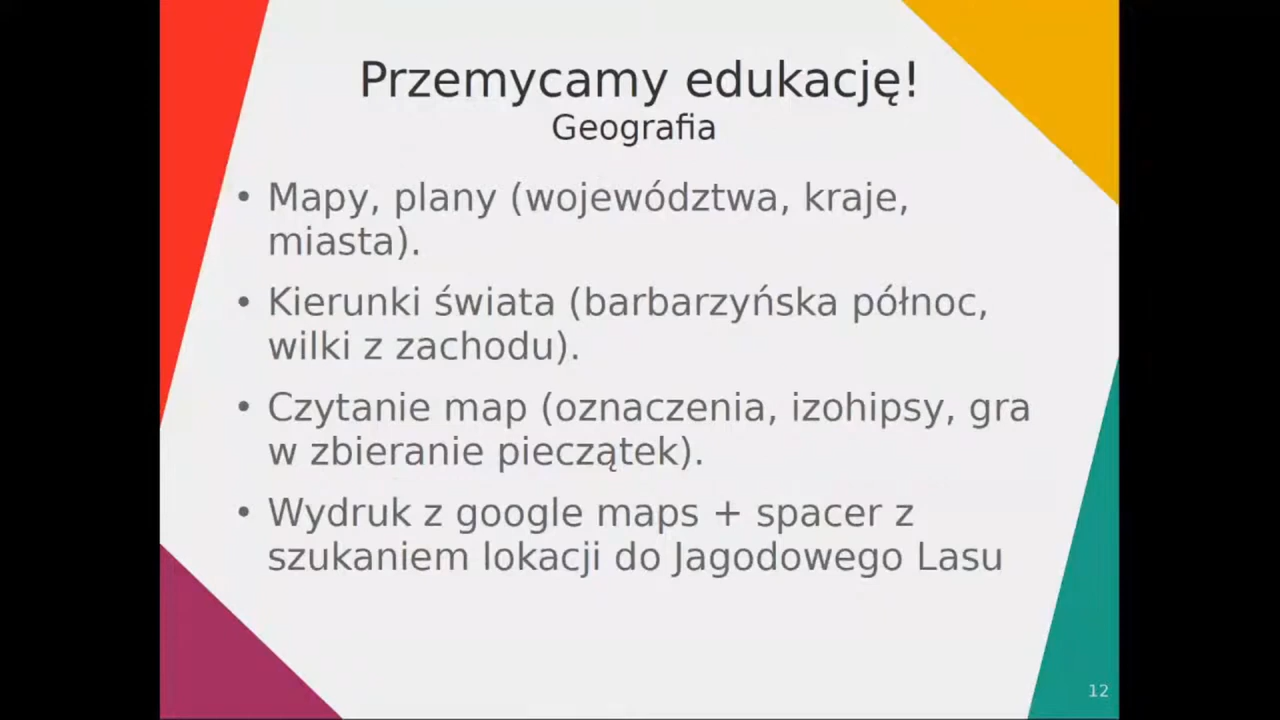 Przemycamy edukację!
Geografia
• Mapy, plany (województwa, kraje,
miasta).
• Kierunki świata (barbarzyńska północ,
wilki z zachodu).
• Czytanie map (oznaczenia, izohipsy, gra
w zbieranie pieczątek).
• Wydruk z google maps + spacer z
szukaniem lokacji do Jagodowego Lasu
12